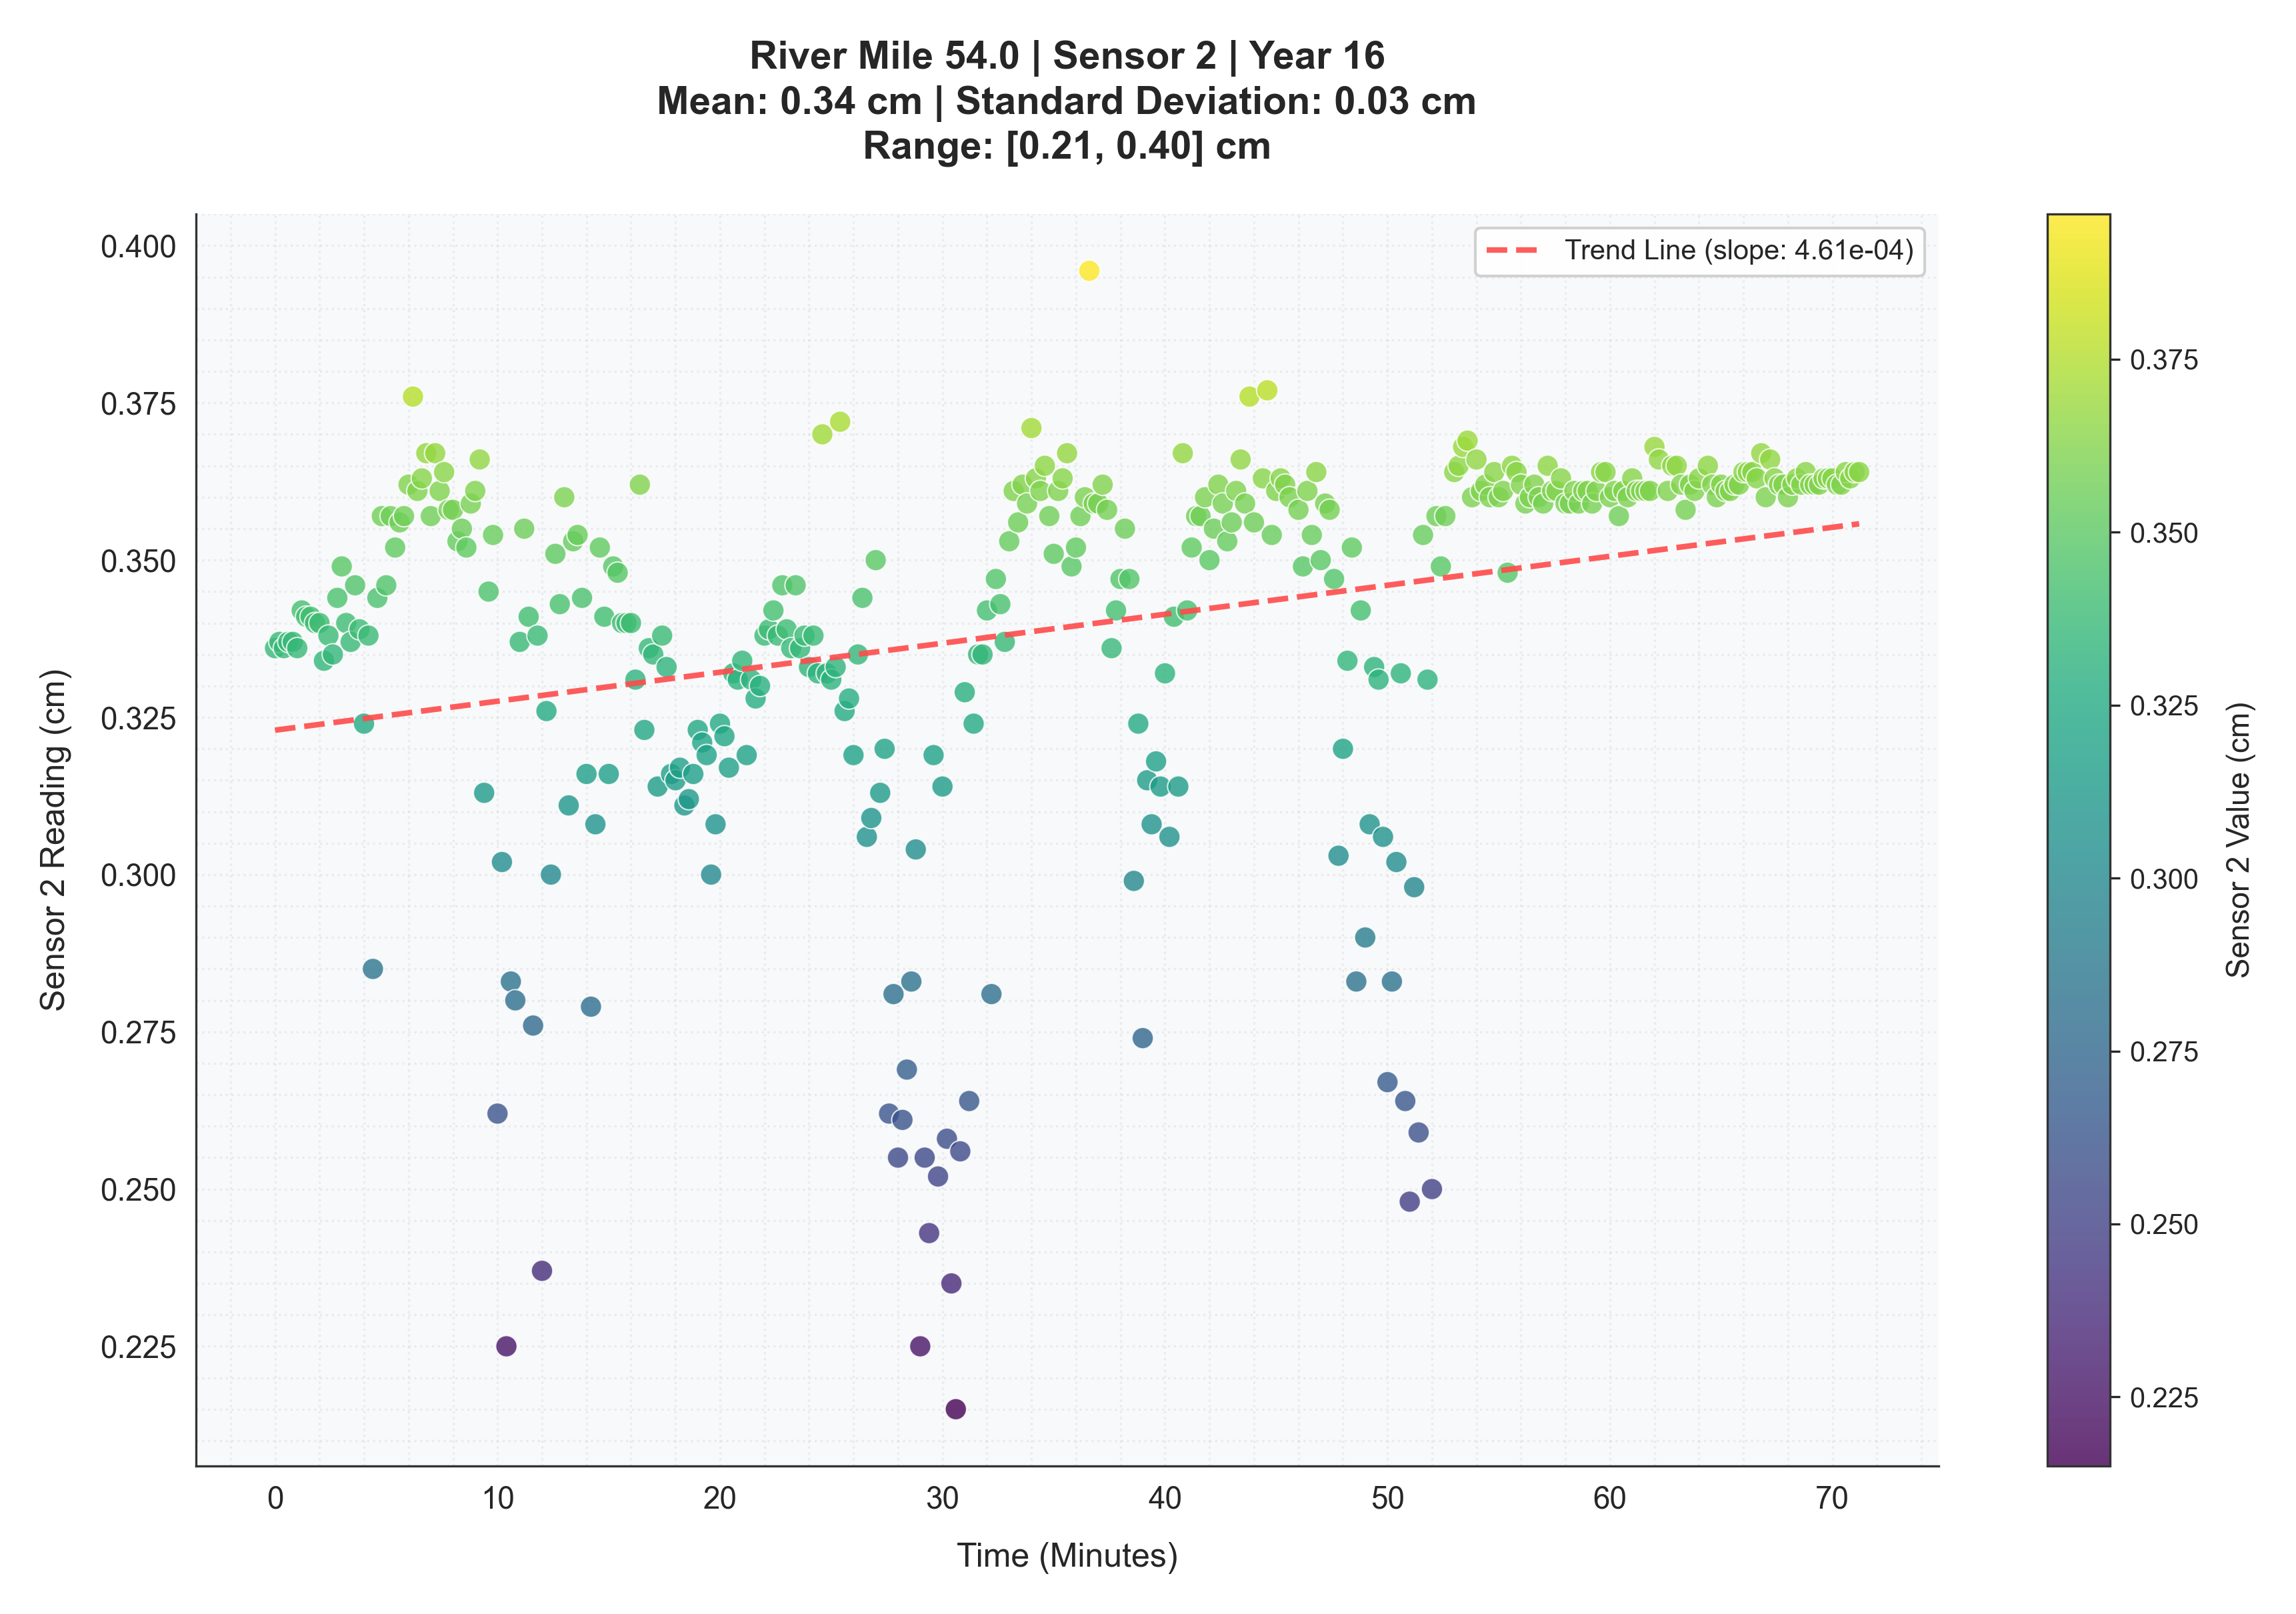 River Mile 54.0 | Sensor 2 | Year 16
Mean: 0.34 cm | Standard Deviation: 0.03 cm
Range: [0.21, 0.40] cm
Trend Line (slope: 4.61e-04)
Sensor 2 Reading (cm)
0.400
0.375
0.350
0.325
0.300
0.275
0.250
0.225
0 10 20 30 40 50 60 70
Time (Minutes)
0.375
0.350
0.325
0.300
0.275
0.250
0.225
Sensor 2 Value (cm)